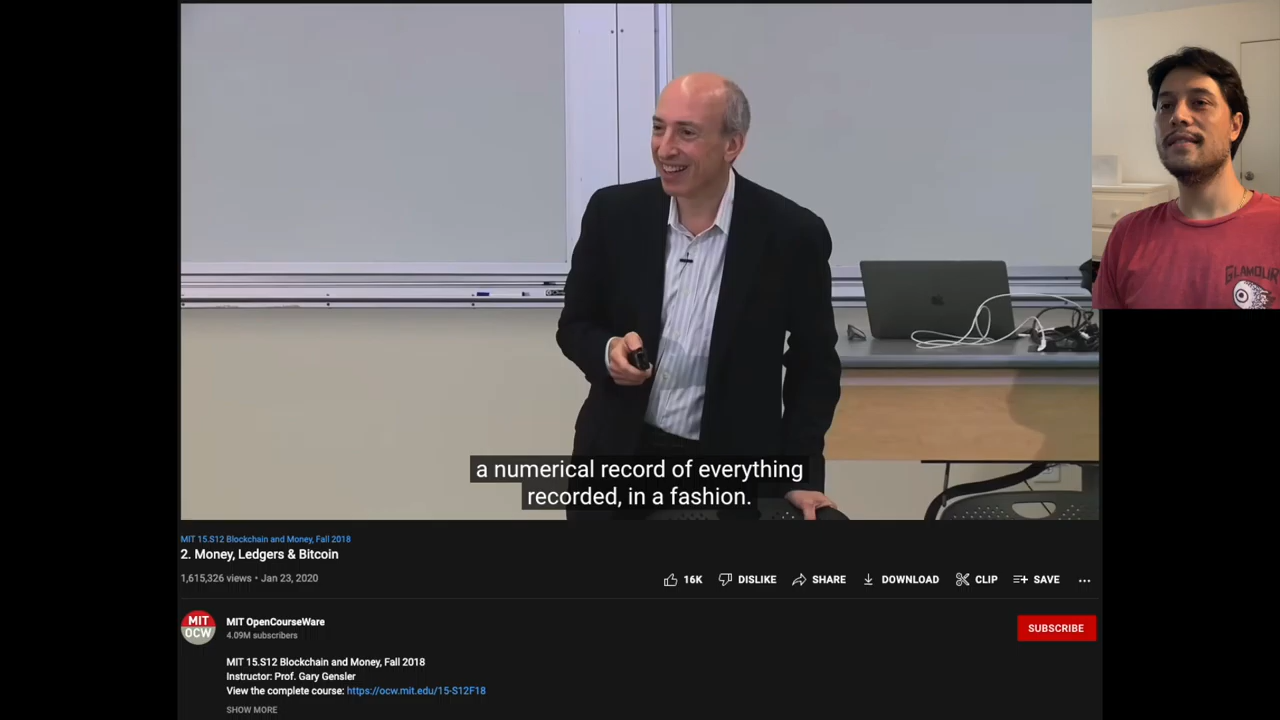 GLAMOUR
a numerical record of everything
recorded, in a fashion.
MIT 15.S12 Blockchain and Money, Fall 2018
2. Money, Ledgers & Bitcoin
1,615,326 views • Jan 23, 2020
16K DISLIKE SHARE DOWNLOAD CLIP SAVE ...
MIT OCW
MIT OpenCourseWare
4.09M subscribers
SUBSCRIBE
MIT 15.S12 Blockchain and Money, Fall 2018
Instructor: Prof. Gary Gensler
View the complete course: https://ocw.mit.edu/15-S12F18
SHOW MORE